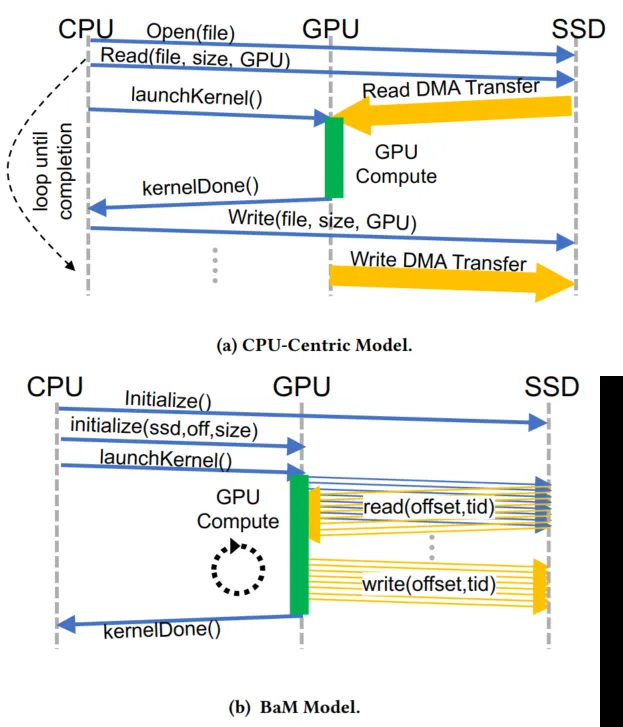 CPU GPU SSD
Open(file)
Read(file, size, GPU)
Read DMA Transfer
launchKernel()
loop until
completion
GPU
Compute
kernelDone()
Write(file, size, GPU)
Write DMA Transfer
(a) CPU-Centric Model.
CPU GPU SSD
Initialize()
initialize(ssd,off,size)
launchKernel()
GPU
Compute
read(offset,tid)
write(offset,tid)
kernelDone()
(b) BaM Model.